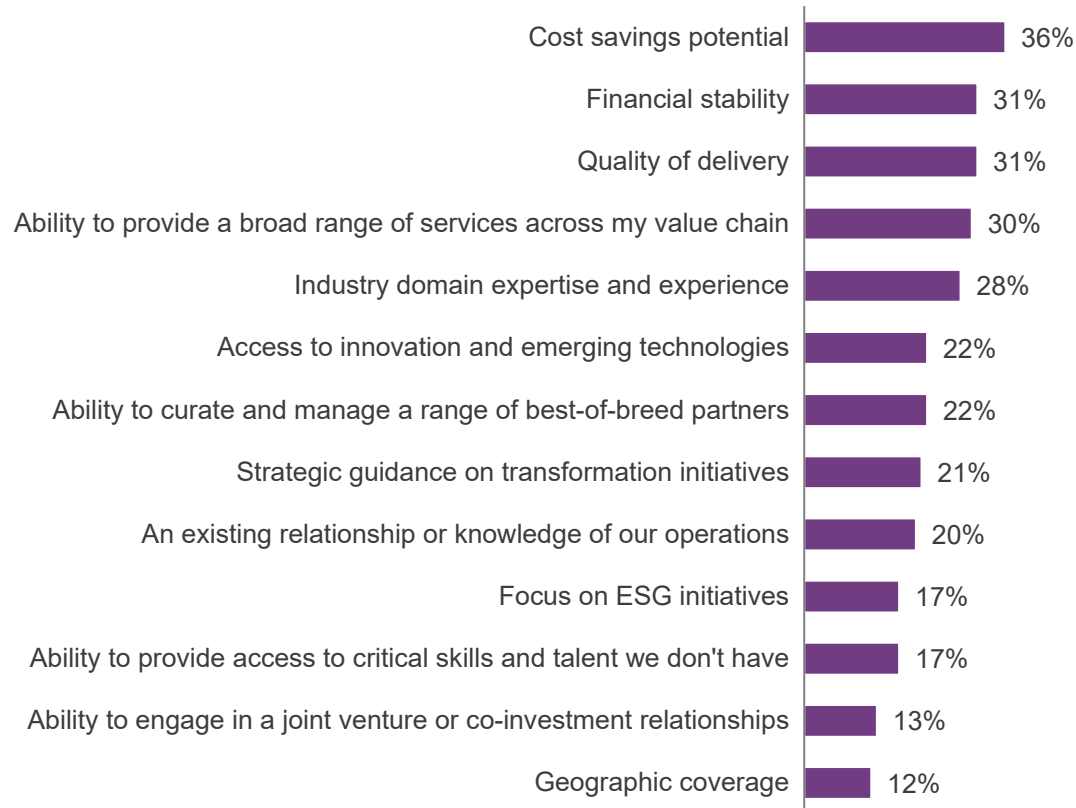 Cost savings potential 36%
Financial stability 31%
Quality of delivery 31%
Ability to provide a broad range of services across my value chain 30%
Industry domain expertise and experience 28%
Access to innovation and emerging technologies 22%
Ability to curate and manage a range of best-of-breed partners 22%
Strategic guidance on transformation initiatives 21%
An existing relationship or knowledge of our operations 20%
Focus on ESG initiatives 17%
Ability to provide access to critical skills and talent we don't have 17%
Ability to engage in a joint venture or co-investment relationships 13%
Geographic coverage 12%